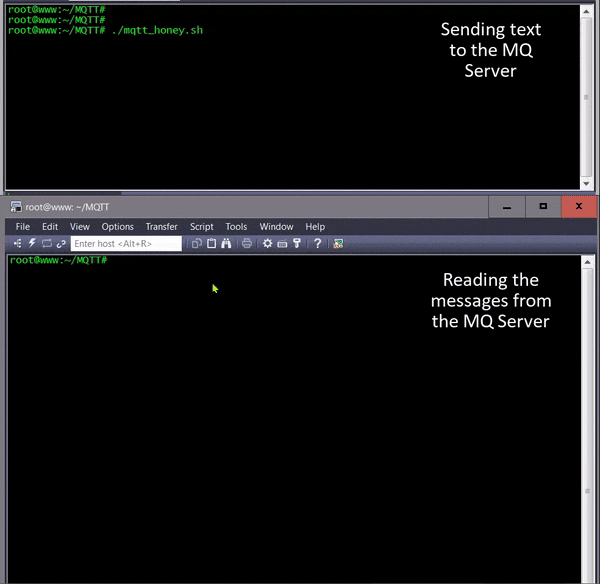 root@www:~/MQTT#
root@www:~/MQTT#
root@www:~/MQTT# ./mqtt_honey.sh
Sending text
to the MQ
Server
root@www: ~/MQTT
File Edit View Options Transfer Script Tools Window Help
Enter host <Alt+R>
root@www:~/MQTT#
Reading the
messages from
the MQ Server